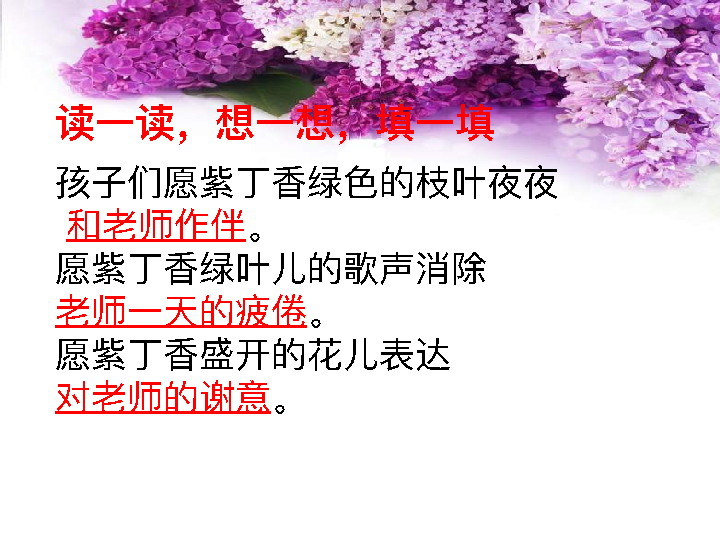 读一读，想一想，填一填
孩子们愿紫丁香绿色的枝叶夜夜
和老师作伴。
愿紫丁香绿叶儿的歌声消除
老师一天的疲倦。
愿紫丁香盛开的花儿表达
对老师的谢意。